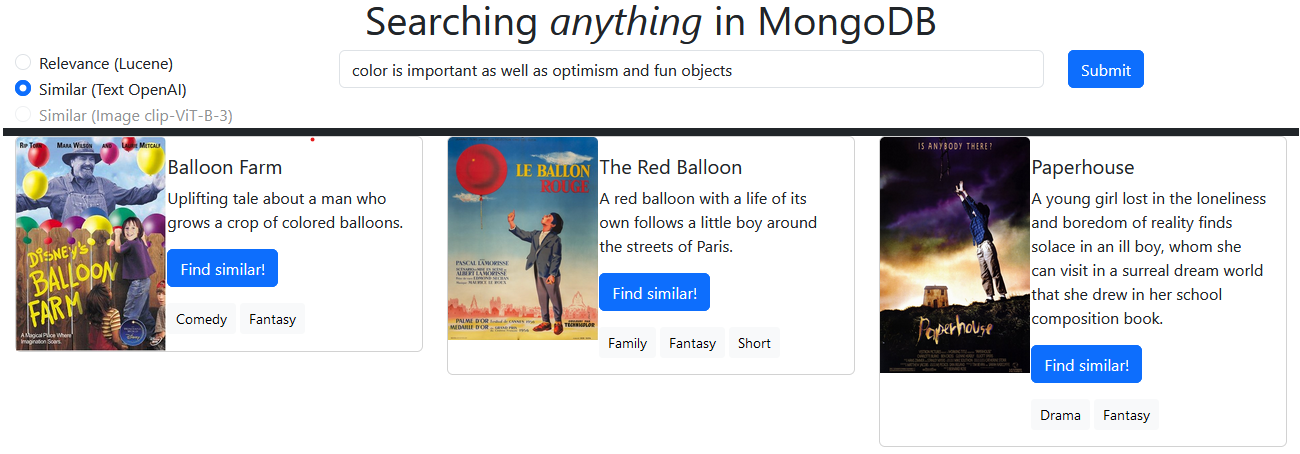 Searching anything in MongoDB
Relevance (Lucene)
Similar (Text OpenAI)
Similar (Image clip-ViT-B-3)
color is important as well as optimism and fun objects
Submit
RIP TORN MARA WILSON AND LAURIE METCALF
DISNEY'S
BALLOON
FARM
A Magical Place Where
Imagination Soars.
Balloon Farm
Uplifting tale about a man who
grows a crop of colored balloons.
Find similar!
Comedy Fantasy
LE BALLON
ROUGE
PASCAL LAMORISSE
ALBERT LAMORISSE
MAURICE LE ROUX
PALME D'OR
MEDAILLE D'OR
TECHNICOLOR
The Red Balloon
A red balloon with a life of its
own follows a little boy around
the streets of Paris.
Find similar!
Family Fantasy Short
IS ANYBODY THERE?
Paperhouse
Paperhouse
A young girl lost in the loneliness
and boredom of reality finds
solace in an ill boy, whom she
can visit in a surreal dream world
that she drew in her school
composition book.
Find similar!
Drama Fantasy